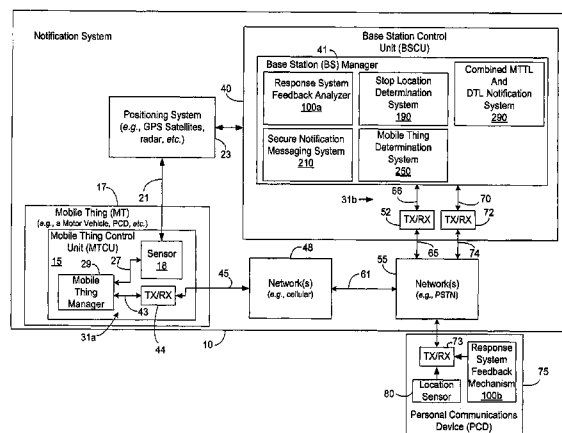 Notification System
Base Station Control
Unit (BSCU)
41
Base Station (BS) Manager
Response System
Feedback Analyzer
100a
Stop Location
Determination
System
190
Combined MTTL
And
DTL Notification
System
290
Secure Notification
Messaging System
210
Mobile Thing
Determination
System
250
40
Positioning System
(e.g., GPS Satellites,
radar, etc.)
23
17
21
31b
56
70
52
TX/RX
TX/RX
72
Mobile Thing (MT)
(e.g., a Motor Vehicle, PCD, etc.)
Mobile Thing Control
Unit (MTCU)
15
29
27
Sensor
18
Mobile
Thing
Manager
43
TX/RX
44
31a
45
48
Network(s)
(e.g., cellular)
61
55
65
74
Network(s)
(e.g., PSTN)
10
73
TX/RX
Response
System
Feedback
Mechanism
100b
75
80
Location
Sensor
Personal Communications
Device (PCD)